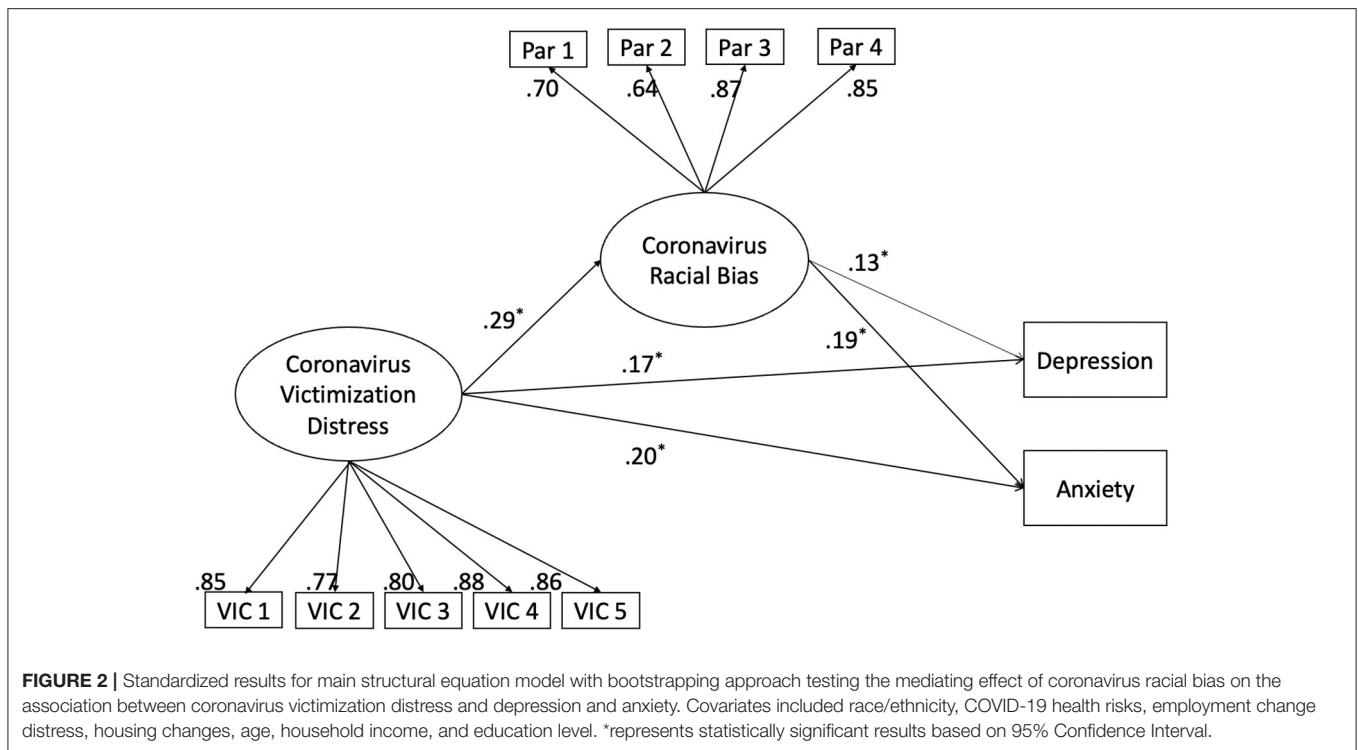 Par 1 Par 2 Par 3 Par 4
.70 .64 .87 .85
Coronavirus
Racial Bias
.13*
.29*
.19*
Coronavirus
Victimization
Distress
.17*
Depression
.20*
Anxiety
.85 .77 .80 .88 .86
VIC 1 VIC 2 VIC 3 VIC 4 VIC 5
FIGURE 2 | Standardized results for main structural equation model with bootstrapping approach testing the mediating effect of coronavirus racial bias on the
association between coronavirus victimization distress and depression and anxiety. Covariates included race/ethnicity, COVID-19 health risks, employment change
distress, housing changes, age, household income, and education level. *represents statistically significant results based on 95% Confidence Interval.